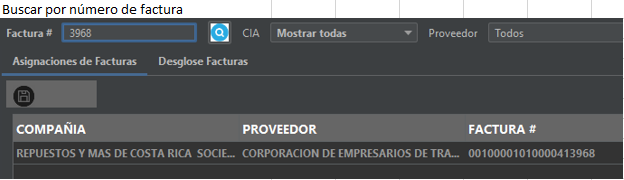 Buscar por número de factura
Factura # 3968 CIA Mostrar todas Proveedor Todos
Asignaciones de Facturas Desglose Facturas
COMPAÑIA PROVEEDOR FACTURA #
REPUESTOS Y MAS DE COSTA RICA SOCIE... CORPORACION DE EMPRESARIOS DE TRA... 00100001010000413968